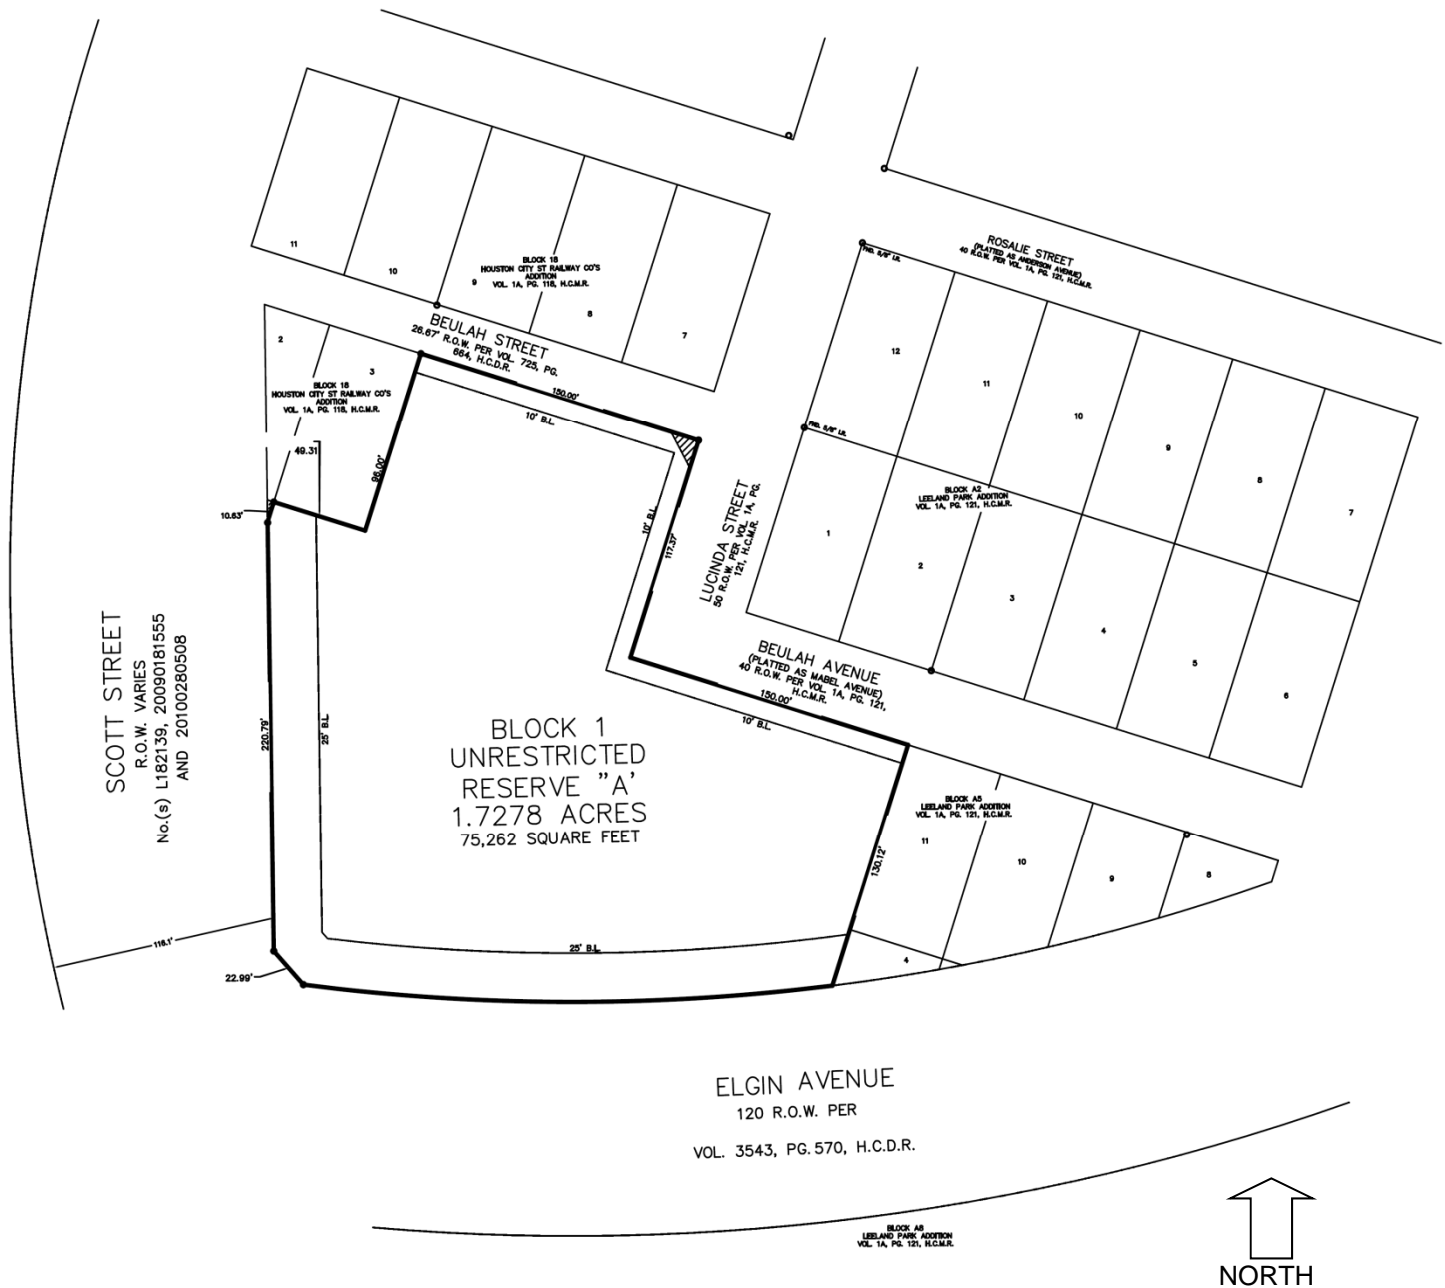 ROSALIE STREET
(PLATTED AS ANDERSON AVENUE)
40 R.O.W. PER VOL. 1A, PG. 121, H.C.M.R.
FND. 5/8" I.R.
11
10
BLOCK 18
HOUSTON CITY ST RAILWAY CO'S
ADDITION
VOL. 1A, PG. 118, H.C.M.R.
9
8
7
BEULAH STREET
26.67' R.O.W. PER VOL. 725, PG.
664, H.C.D.R.
2
3
BLOCK 18
HOUSTON CITY ST RAILWAY CO'S
ADDITION
VOL. 1A, PG. 118, H.C.M.R.
150.00'
10' B.L.
12
11
10
9
8
7
FND. 5/8" I.R.
49.31
96.00'
10.63'
BLOCK A2
LEELAND PARK ADDITION
VOL. 1A, PG. 121, H.C.M.R.
10' B.L.
117.37'
LUCINDA STREET
50 R.O.W. PER VOL. 1A, PG.
121, H.C.M.R.
1
2
3
4
5
6
SCOTT STREET
R.O.W. VARIES
No.(s) L182139, 20090181555
AND 20100280508
220.79'
25' B.L.
BEULAH AVENUE
(PLATTED AS MABEL AVENUE)
40 R.O.W. PER VOL. 1A, PG. 121,
H.C.M.R.
150.00'
10' B.L.
BLOCK 1
UNRESTRICTED
RESERVE "A'
1.7278 ACRES
75,262 SQUARE FEET
BLOCK A5
LEELAND PARK ADDITION
VOL. 1A, PG. 121, H.C.M.R.
11
10
9
8
130.12'
116.1'
25' B.L.
4
22.99'
ELGIN AVENUE
120 R.O.W. PER
VOL. 3543, PG. 570, H.C.D.R.
BLOCK A8
LEELAND PARK ADDITION
VOL. 1A, PG. 121, H.C.M.R.
NORTH